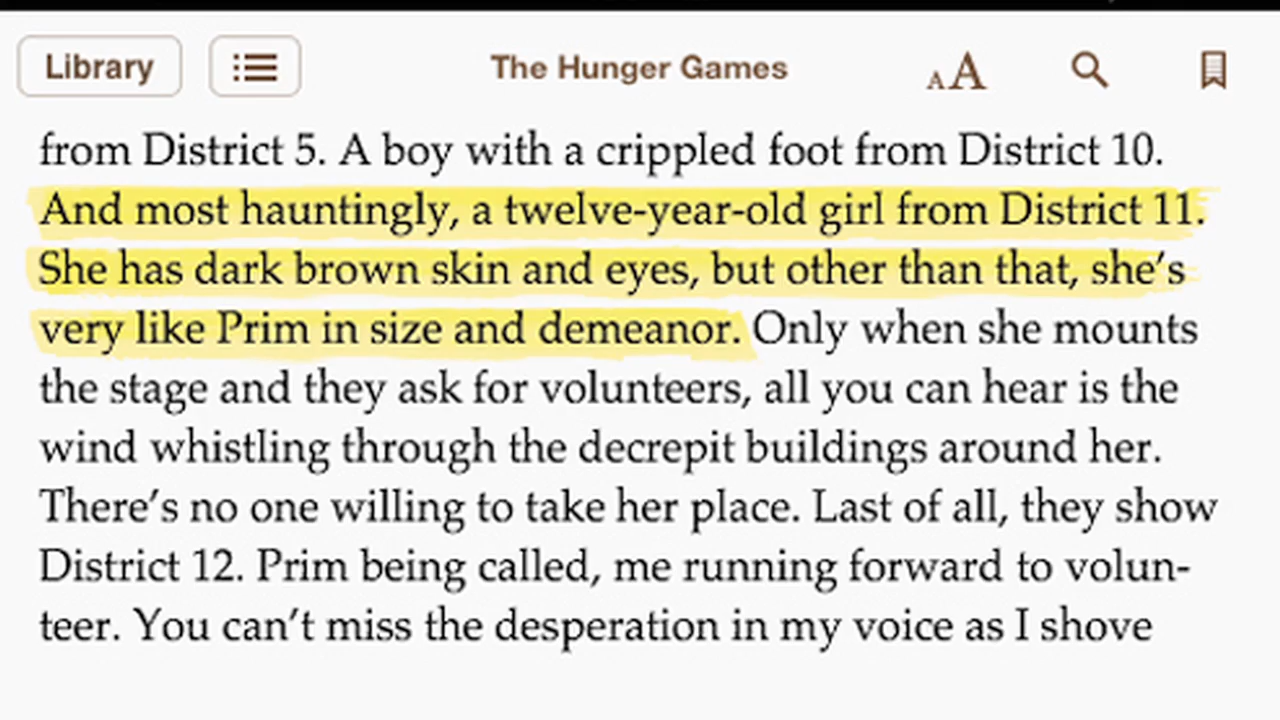 Library
The Hunger Games
AA
from District 5. A boy with a crippled foot from District 10.
And most hauntingly, a twelve-year-old girl from District 11.
She has dark brown skin and eyes, but other than that, she’s
very like Prim in size and demeanor. Only when she mounts
the stage and they ask for volunteers, all you can hear is the
wind whistling through the decrepit buildings around her.
There’s no one willing to take her place. Last of all, they show
District 12. Prim being called, me running forward to volun-
teer. You can’t miss the desperation in my voice as I shove